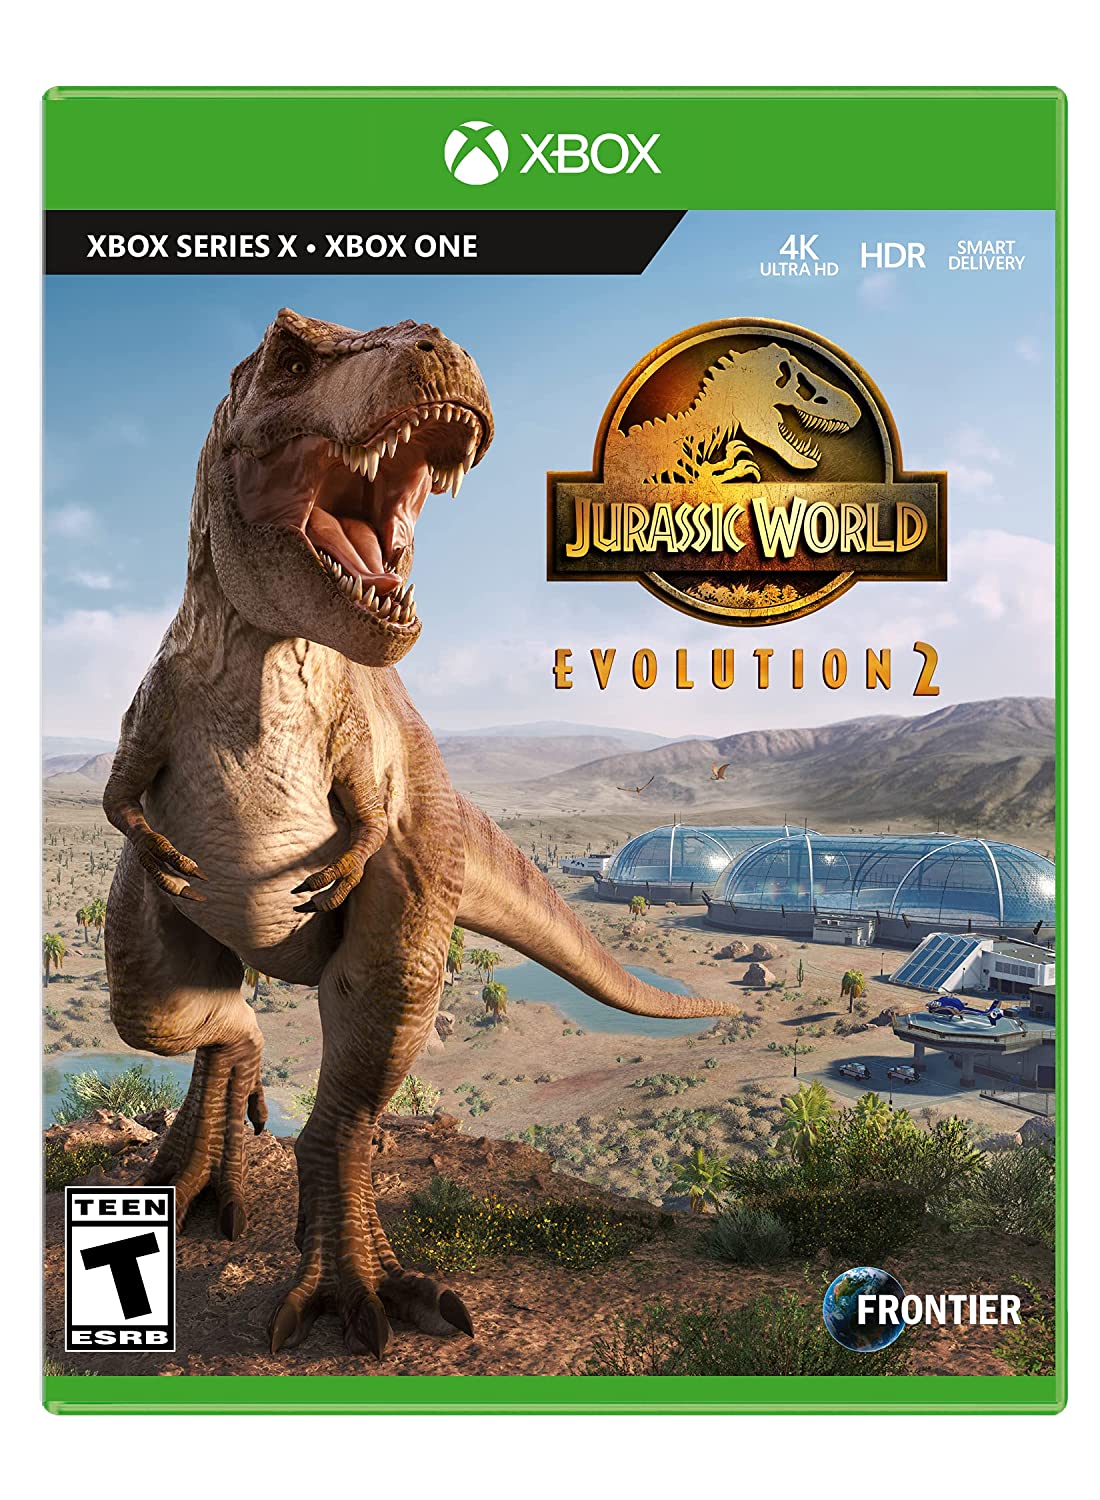 XBOX
XBOX SERIES X • XBOX ONE
4K
ULTRA HD
HDR
SMART
DELIVERY
JURASSIC WORLD
EVOLUTION 2
TEEN
T
ESRB
FRONTIER